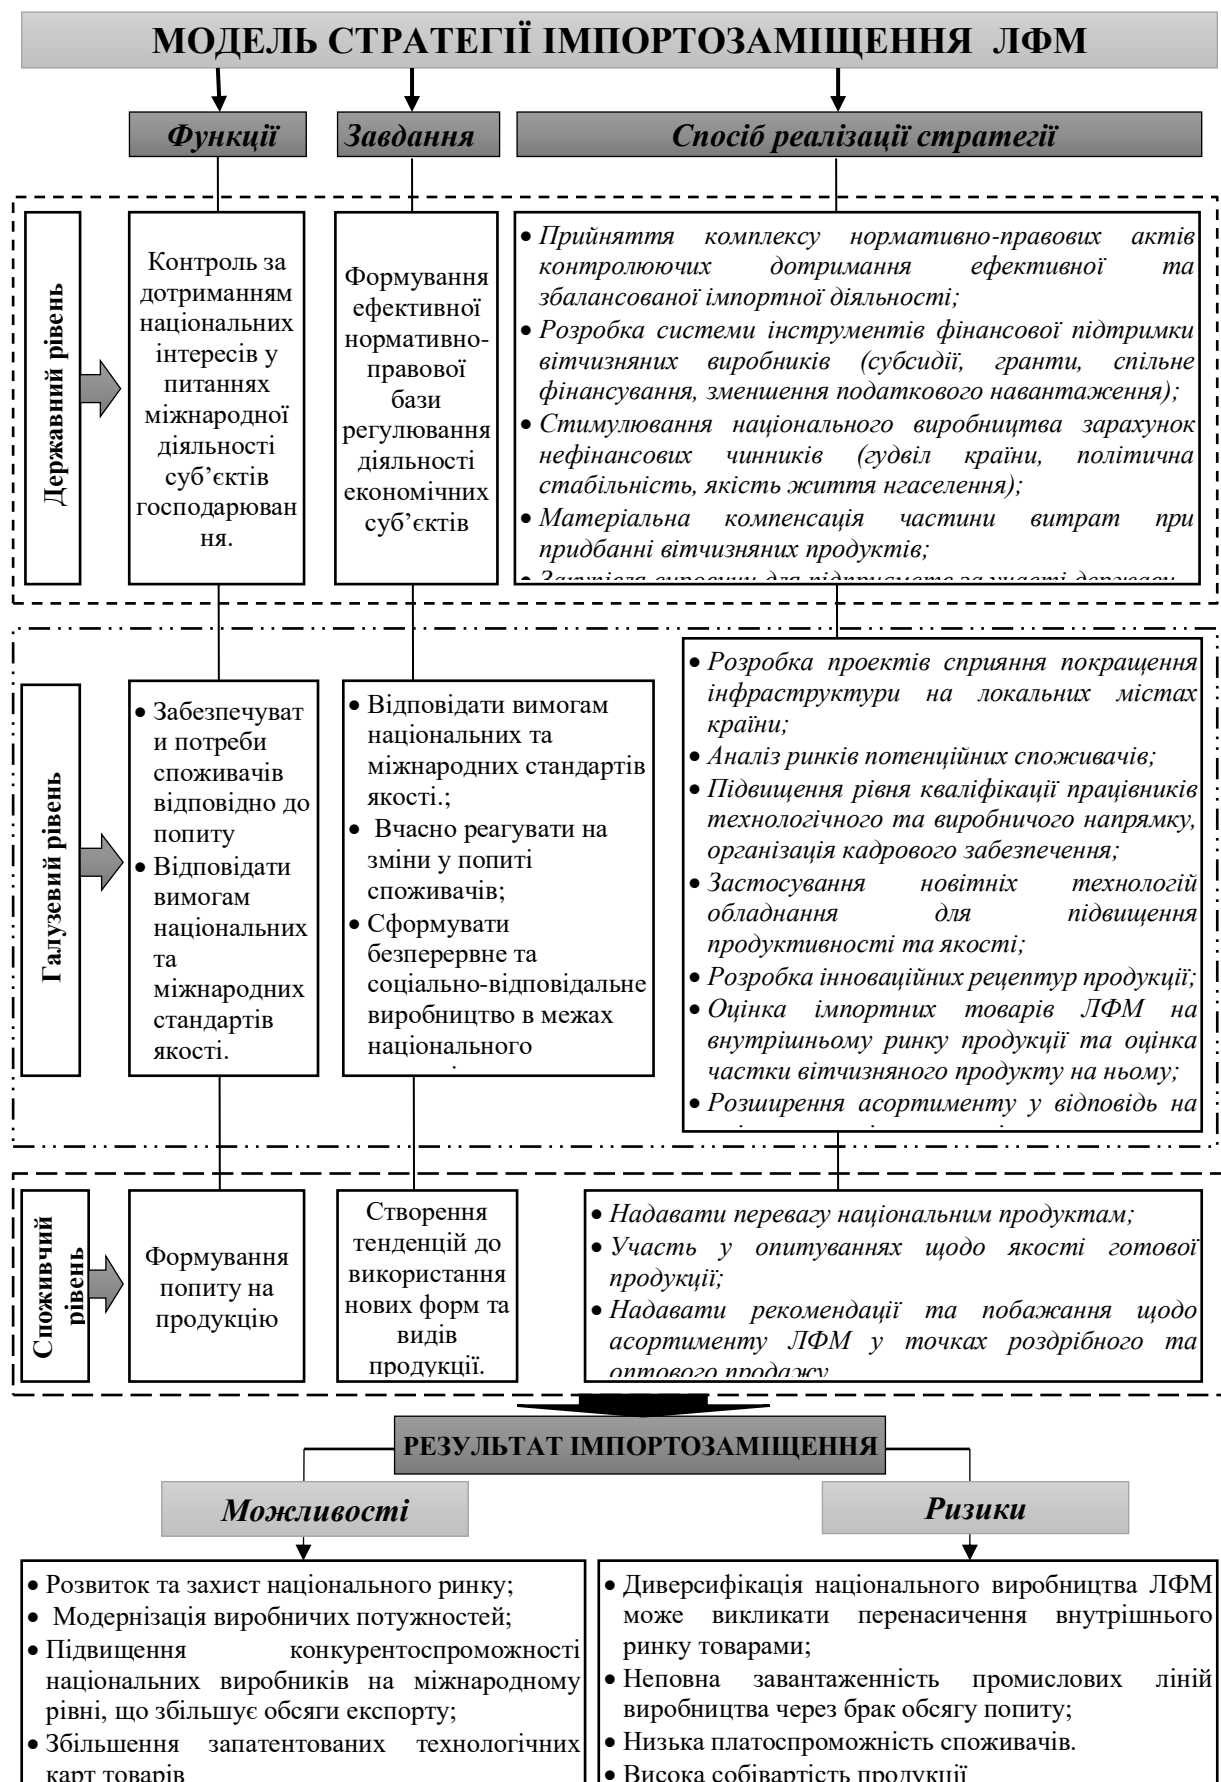 МОДЕЛЬ СТРАТЕГІЇ ІМПОРТОЗАМІЩЕННЯ ЛФМ
Функції
Завдання
Спосіб реалізації стратегії
Державний рівень
Контроль за
дотриманням
національних
інтересів у
питаннях
міжнародної
діяльності
суб’єктів
господарюван
ня.
Формування
ефективної
нормативно-
правової
бази
регулювання
діяльності
економічних
суб’єктів
• Прийняття комплексу нормативно-правових актів
контролюючих дотримання ефективної та
збалансованої імпортної діяльності;
• Розробка системи інструментів фінансової підтримки
вітчизняних виробників (субсидії, гранти, спільне
фінансування, зменшення податкового навантаження);
• Стимулювання національного виробництва зарахунок
нефінансових чинників (гудвіл країни, політична
стабільність, якість життя нгаселення);
• Матеріальна компенсація частини витрат при
придбанні вітчизняних продуктів;
Галузевий рівень
• Забезпечуват
и потреби
споживачів
відповідно до
попиту
• Відповідати
вимогам
національних
та
міжнародних
стандартів
якості.
• Відповідати вимогам
національних та
міжнародних стандартів
якості.;
• Вчасно реагувати на
зміни у попиті
споживачів;
• Сформувати
безперервне та
соціально-відповідальне
виробництво в межах
національного
• Розробка проектів сприяння покращення
інфраструктури на локальних містах
країни;
• Аналіз ринків потенційних споживачів;
• Підвищення рівня кваліфікації працівників
технологічного та виробничого напрямку,
організація кадрового забезпечення;
• Застосування новітніх технологій
обладнання для підвищення
продуктивності та якості;
• Розробка інноваційних рецептур продукції;
• Оцінка імпортних товарів ЛФМ на
внутрішньому ринку продукції та оцінка
частки вітчизняного продукту на ньому;
• Розширення асортименту у відповідь на
Споживчий
рівень
Формування
попиту на
продукцію
Створення
тенденцій до
використання
нових форм та
видів
продукції.
• Надавати перевагу національним продуктам;
• Участь у опитуваннях щодо якості готової
продукції;
• Надавати рекомендації та побажання щодо
асортименту ЛФМ у точках роздрібного та
оптового продажу
РЕЗУЛЬТАТ ІМПОРТОЗАМІЩЕННЯ
Можливості
Ризики
• Розвиток та захист національного ринку;
• Модернізація виробничих потужностей;
• Підвищення конкурентоспроможності
національних виробників на міжнародному
рівні, що збільшує обсяги експорту;
• Збільшення запатентованих технологічних
карт товарів
• Диверсифікація національного виробництва ЛФМ
може викликати перенасичення внутрішнього
ринку товарами;
• Неповна завантаженність промислових ліній
виробництва через брак обсягу попиту;
• Низька платоспроможність споживачів.
• Висока собівартість продукції